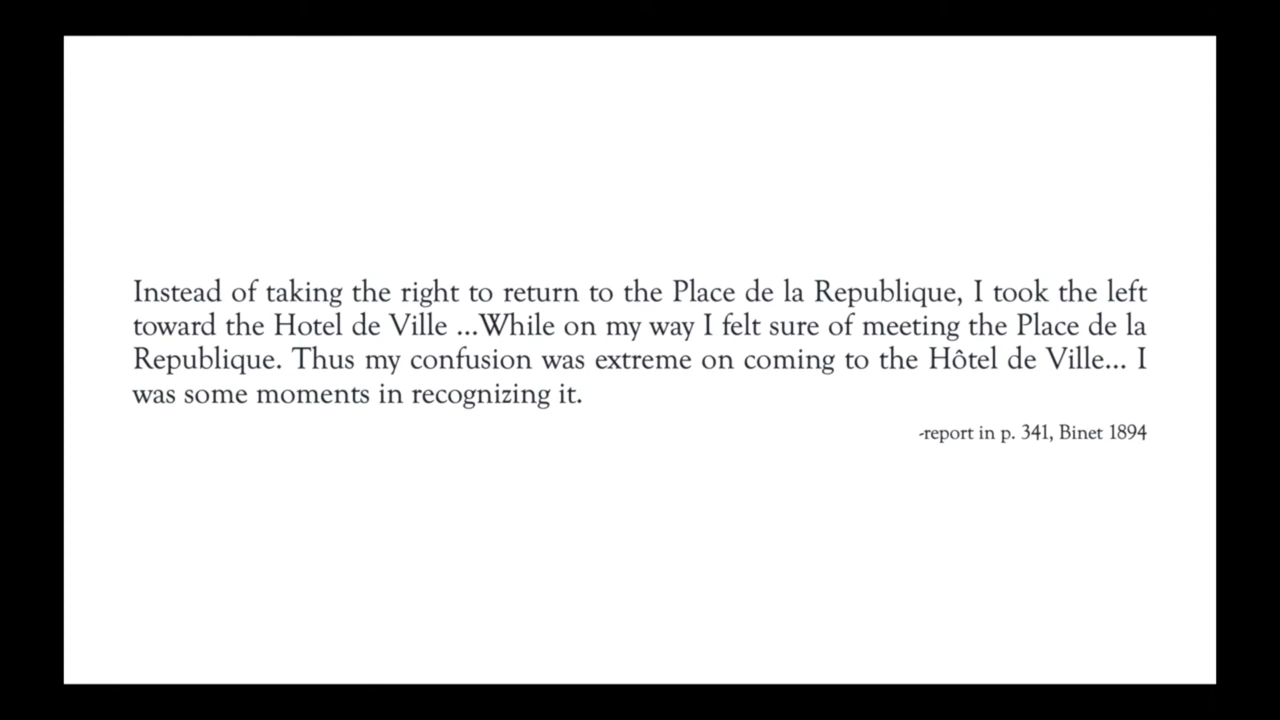 Instead of taking the right to return to the Place de la Republique, I took the left
toward the Hotel de Ville ...While on my way I felt sure of meeting the Place de la
Republique. Thus my confusion was extreme on coming to the Hôtel de Ville... I
was some moments in recognizing it.
-report in p. 341, Binet 1894